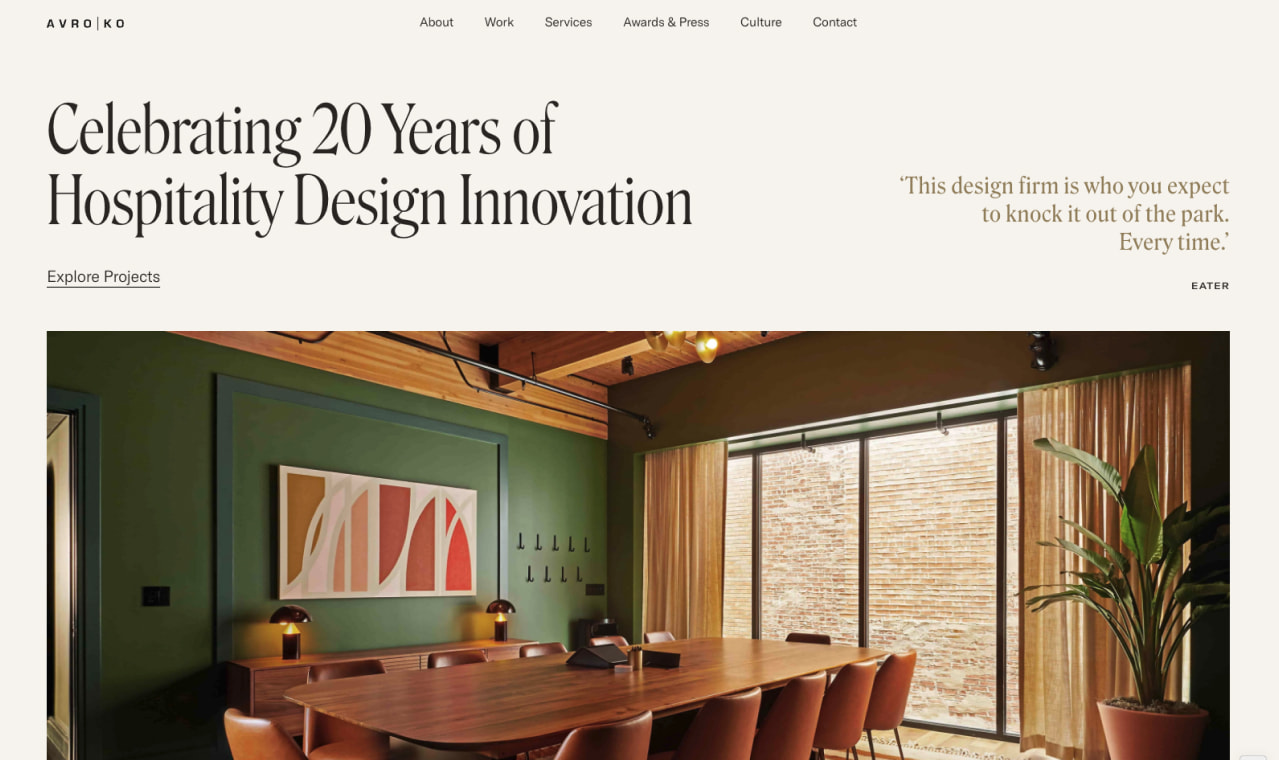 AVRO|KO
About
Work
Services
Awards & Press
Culture
Contact
Celebrating 20 Years of
Hospitality Design Innovation
‘This design firm is who you expect
to knock it out of the park.
Every time.’
Explore Projects
EATER